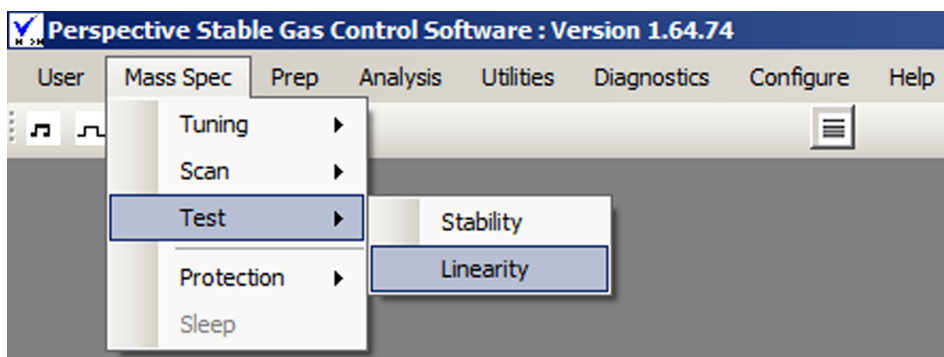 Perspective Stable Gas Control Software : Version 1.64.74
User Mass Spec Prep Analysis Utilities Diagnostics Configure Help
Tuning
Scan
Test
Stability
Linearity
Protection
Sleep